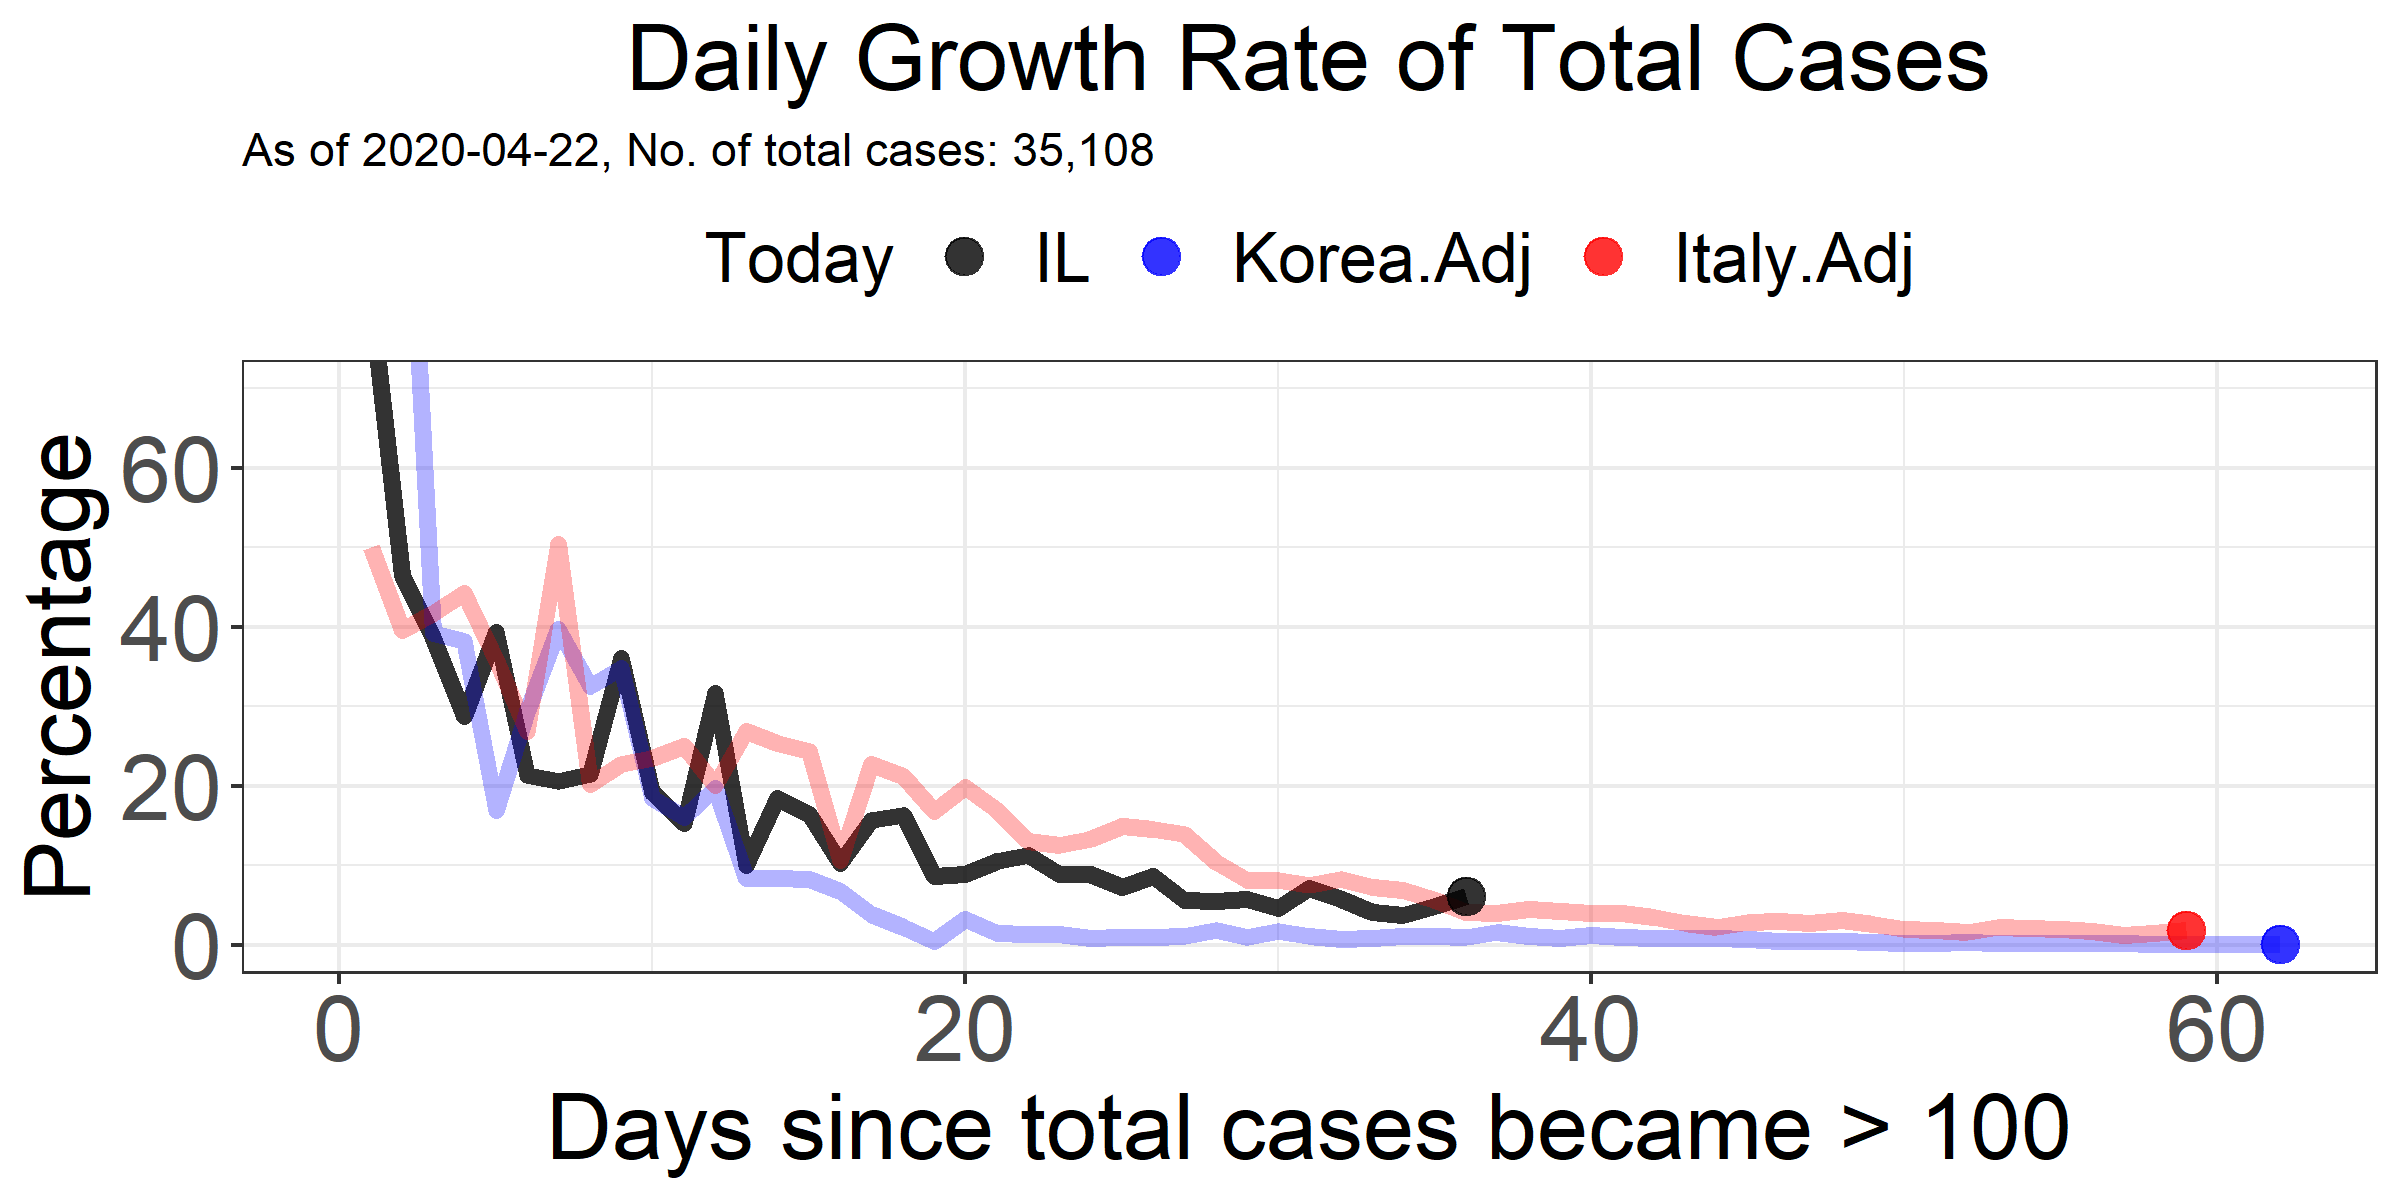 Daily Growth Rate of Total Cases
As of 2020-04-22, No. of total cases: 35,108
Today IL Korea.Adj Italy.Adj
Percentage
60
40
20
0
0 20 40 60
Days since total cases became > 100